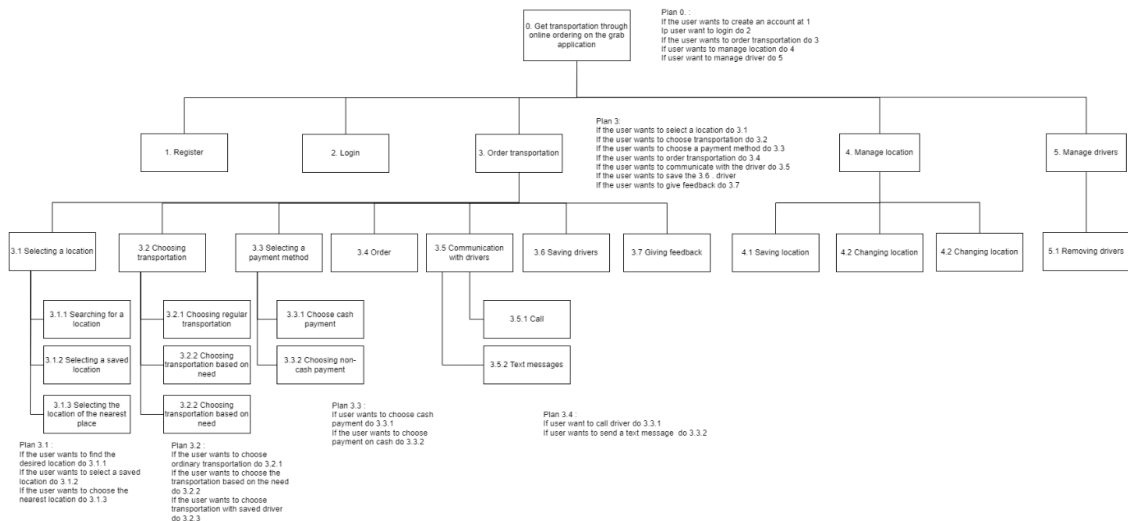 0. Get transportation through
online ordering on the grab
application
Plan 0. :
If the user wants to create an account at 1
Ip user want to login do 2
If the user wants to order transportation do 3
If user wants to manage location do 4
If user want to manage driver do 5
1. Register
2. Login
3. Order transportation
Plan 3:
If the user wants to select a location do 3.1
If the user wants to choose transportation do 3.2
If the user wants to choose a payment method do 3.3
If the user wants to order transportation do 3.4
If the user wants to communicate with the driver do 3.5
If the user wants to save the 3.6 . driver
If the user wants to give feedback do 3.7
4. Manage location
5. Manage drivers
3.1 Selecting a location
3.2 Choosing
transportation
3.3 Selecting a
payment method
3.4 Order
3.5 Communication
with drivers
3.6 Saving drivers
3.7 Giving feedback
4.1 Saving location
4.2 Changing location
4.2 Changing location
5.1 Removing drivers
3.1.1 Searching for a
location
3.2.1 Choosing regular
transportation
3.3.1 Choose cash
payment
3.5.1 Call
3.1.2 Selecting a saved
location
3.2.2 Choosing
transportation based on
need
3.3.2 Choosing non-
cash payment
3.5.2 Text messages
3.1.3 Selecting the
location of the nearest
place
3.2.2 Choosing
transportation based on
need
Plan 3.1 :
If the user wants to find the
desired location do 3.1.1
If the user wants to select a saved
location do 3.1.2
If the user wants to choose the
nearest location do 3.1.3
Plan 3.2 :
If the user wants to choose
ordinary transportation do 3.2.1
If the user wants to choose the
transportation based on the need
do 3.2.2
If the user wants to choose
transportation with saved driver
do 3.2.3
Plan 3.3 :
If user wants to choose cash
payment do 3.3.1
If the user wants to choose
payment on cash do 3.3.2
Plan 3.4 :
If user want to call driver do 3.3.1
If user wants to send a text message do 3.3.2